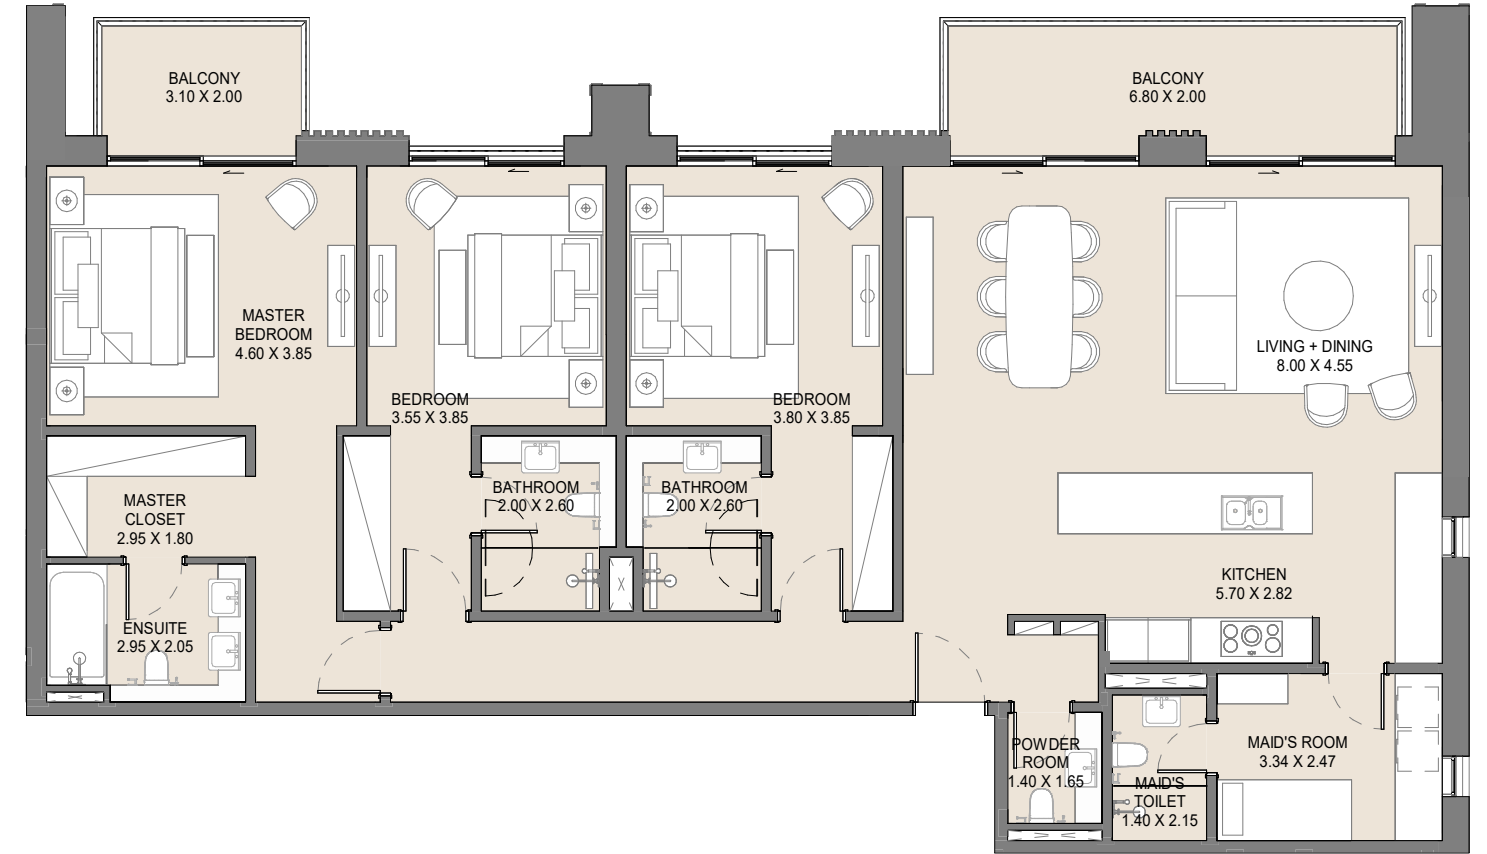 BALCONY
3.10 X 2.00
BALCONY
6.80 X 2.00
MASTER
BEDROOM
4.60 X 3.85
BEDROOM
3.55 X 3.85
BEDROOM
3.80 X 3.85
LIVING + DINING
8.00 X 4.55
MASTER
CLOSET
2.95 X 1.80
BATHROOM
2.00 X 2.60
BATHROOM
2.00 X 2.60
KITCHEN
5.70 X 2.82
ENSUITE
2.95 X 2.05
POWDER
ROOM
1.40 X 1.65
MAID'S
TOILET
1.40 X 2.15
MAID'S ROOM
3.34 X 2.47